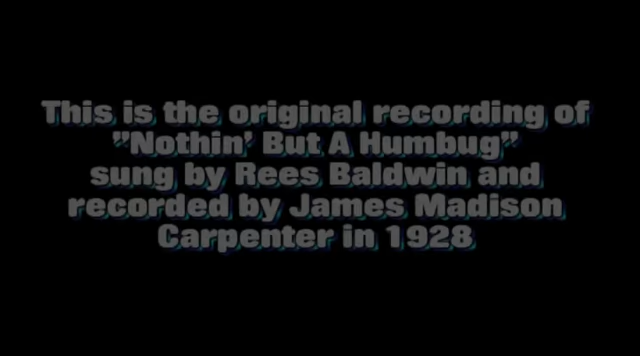 This is the original recording of
"Nothin' But A Humbug"
sung by Rees Baldwin and
recorded by James Madison
Carpenter in 1928